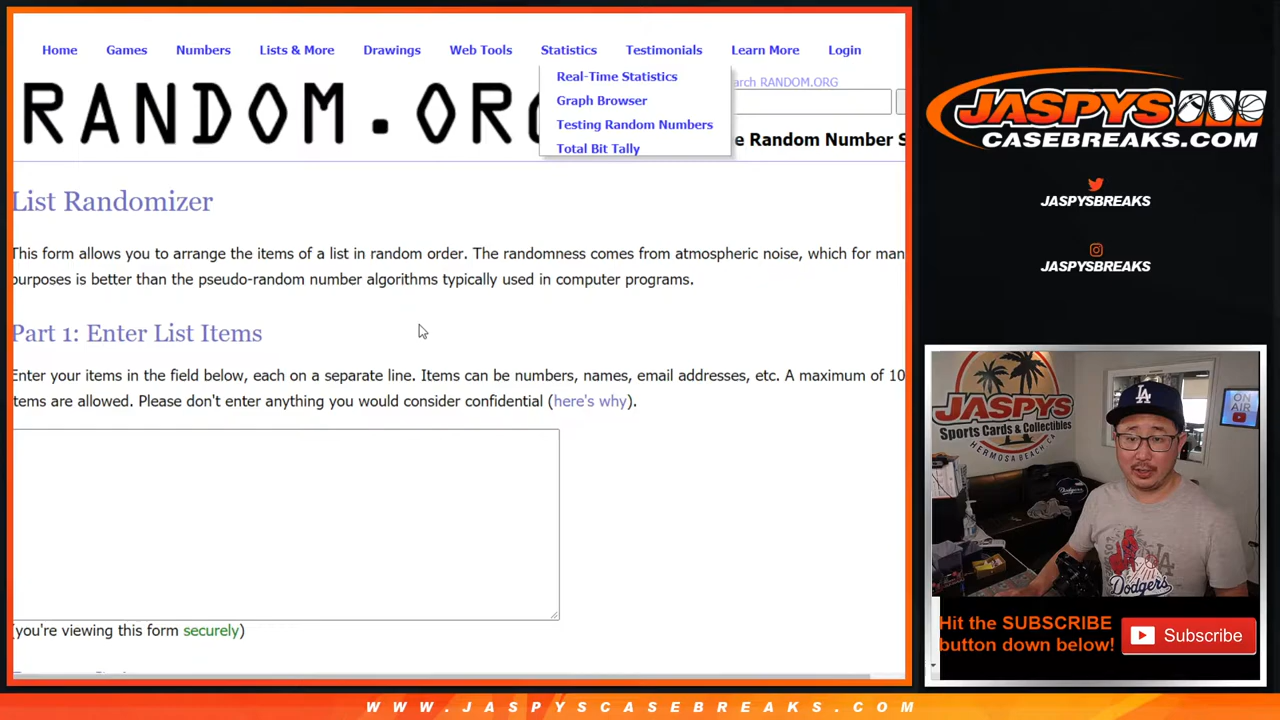 Home Games Numbers Lists & More Drawings Web Tools Statistics Testimonials Learn More Login
Real-Time Statistics
Graph Browser
Testing Random Numbers
Total Bit Tally
arch RANDOM.ORG
RANDOM.ORG
e Random Number S
List Randomizer
This form allows you to arrange the items of a list in random order. The randomness comes from atmospheric noise, which for man
purposes is better than the pseudo-random number algorithms typically used in computer programs.
Part 1: Enter List Items
Enter your items in the field below, each on a separate line. Items can be numbers, names, email addresses, etc. A maximum of 10
items are allowed. Please don't enter anything you would consider confidential (here's why).
(you're viewing this form securely)
JASPYS
CASEBREAKS.COM
JASPYSBREAKS
JASPYSBREAKS
JASPYS
Sports Cards & Collectibles
HERMOSA BEACH, CA
LA
ON
AIR
Dodgers
Hit the SUBSCRIBE
button down below!
Subscribe
WWW.JASPYSCASEBREAKS.COM